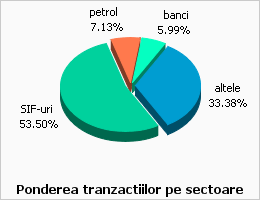 petrol
7.13%
banci
5.99%
altele
33.38%
SIF-uri
53.50%
Ponderea tranzactiilor pe sectoare